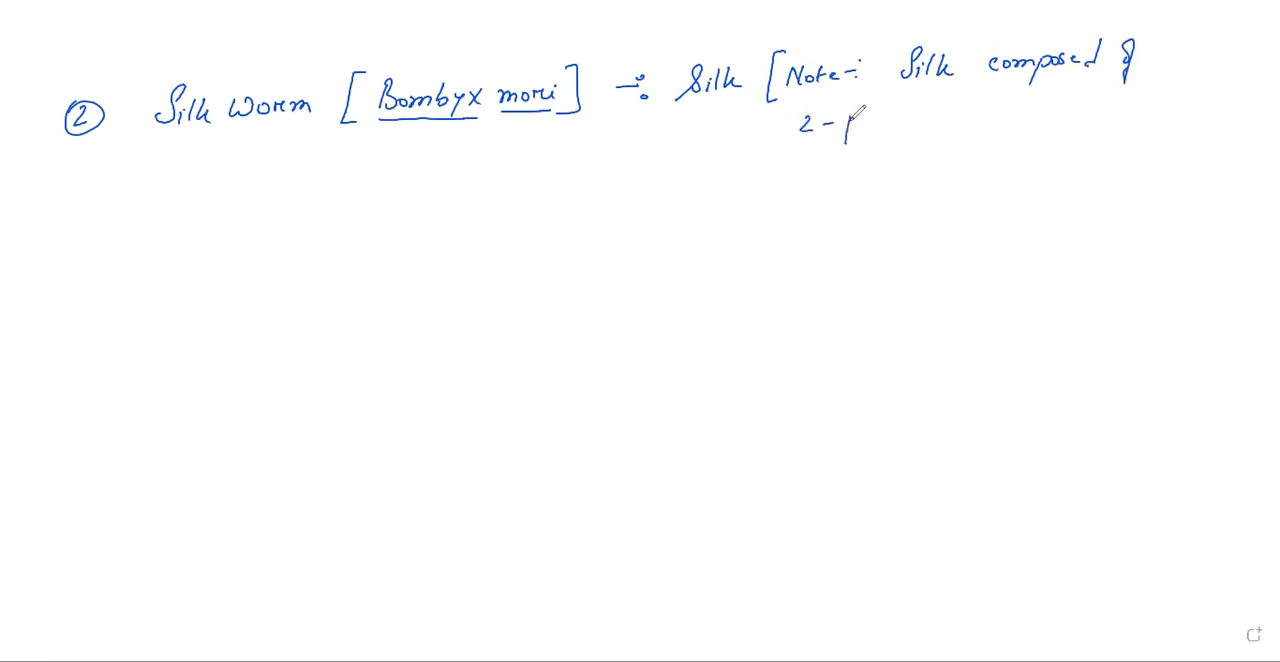 ② Silk Worm [Bombyx mori] -: Silk [Note-: Silk composed of
2 - p